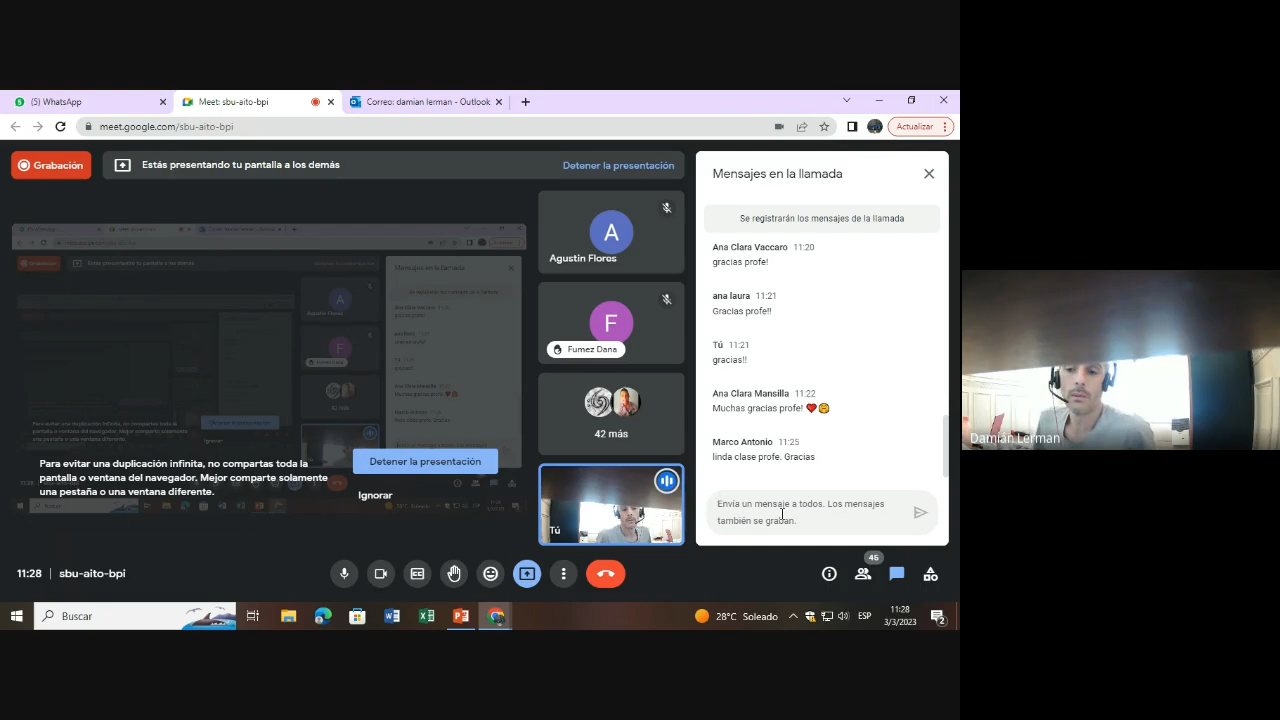 (5) WhatsApp
Meet: sbu-aito-bpi
Correo: damian lerman - Outlook
meet.google.com/sbu-aito-bpi
Actualizar
Grabación
Estás presentando tu pantalla a los demás
Detener la presentación
Para evitar una duplicación infinita, no compartas toda la
pantalla o ventana del navegador. Mejor comparte solamente
una pestaña o una ventana diferente.
Detener la presentación
Ignorar
A
Agustin Flores
F
Fumez Dana
42 más
Tú
Mensajes en la llamada
Se registrarán los mensajes de la llamada
Ana Clara Vaccaro 11:20
gracias profe!
ana laura 11:21
Gracias profe!!
Tú 11:21
gracias!!
Ana Clara Mansilla 11:22
Muchas gracias profe! ❤️🤗
Marco Antonio 11:25
linda clase profe. Gracias
Envía un mensaje a todos. Los mensajes
también se graban.
Damián Lerman
11:28 | sbu-aito-bpi
45
Buscar
28°C Soleado
ESP
11:28
3/3/2023
2